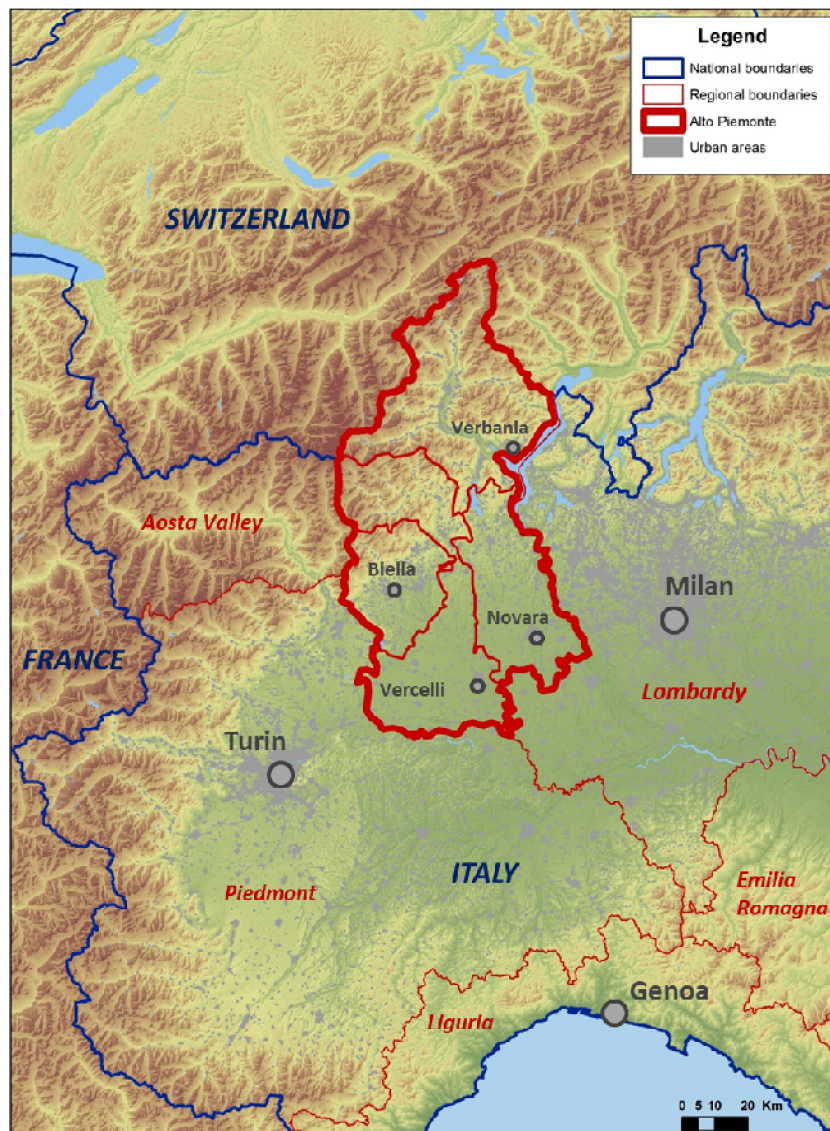 Legend
National boundaries
Regional boundaries
Alto Piemonte
Urban areas
SWITZERLAND
Verbania
Aosta Valley
Biella
Milan
Novara
FRANCE
Vercelli
Lombardy
Turin
ITALY
Piedmont
Emilia
Romagna
Genoa
Liguria
0 5 10 20 Km